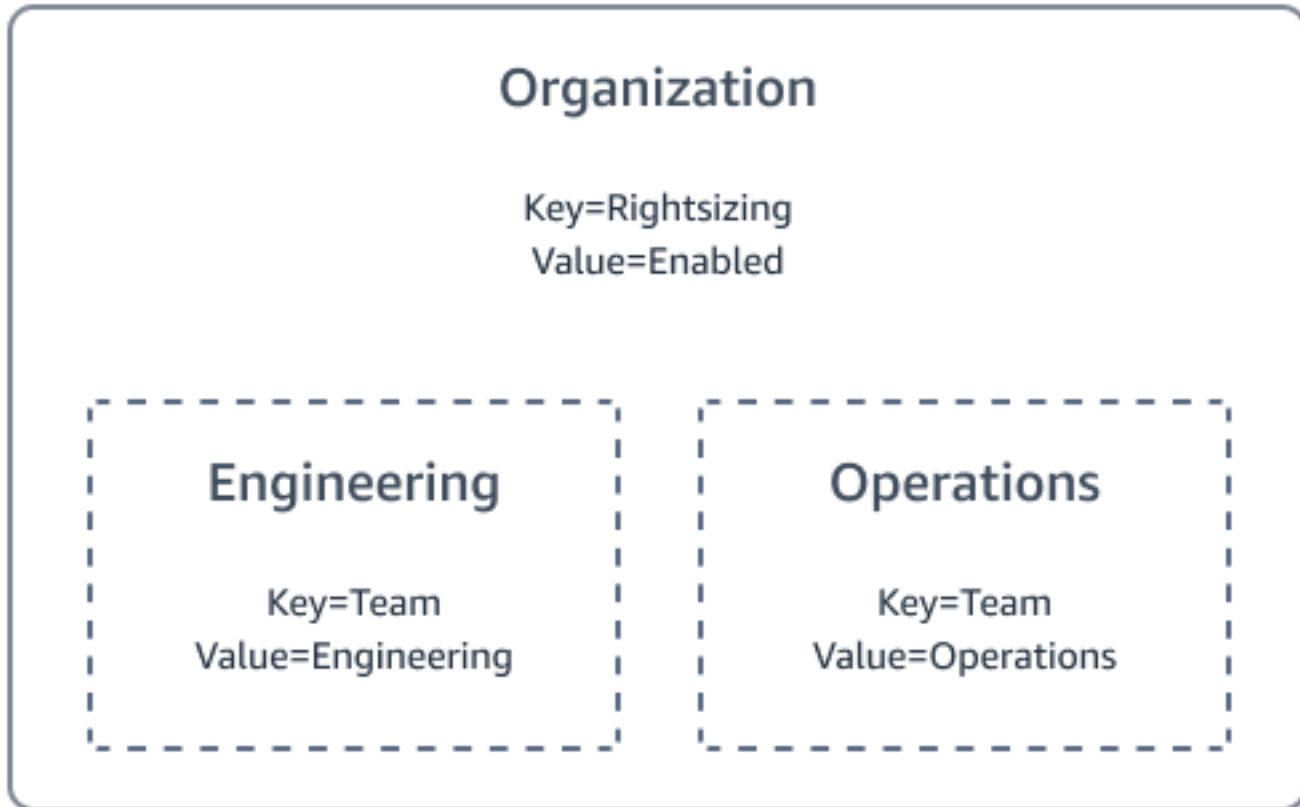 Organization
Key=Rightsizing
Value=Enabled
Engineering
Key=Team
Value=Engineering
Operations
Key=Team
Value=Operations